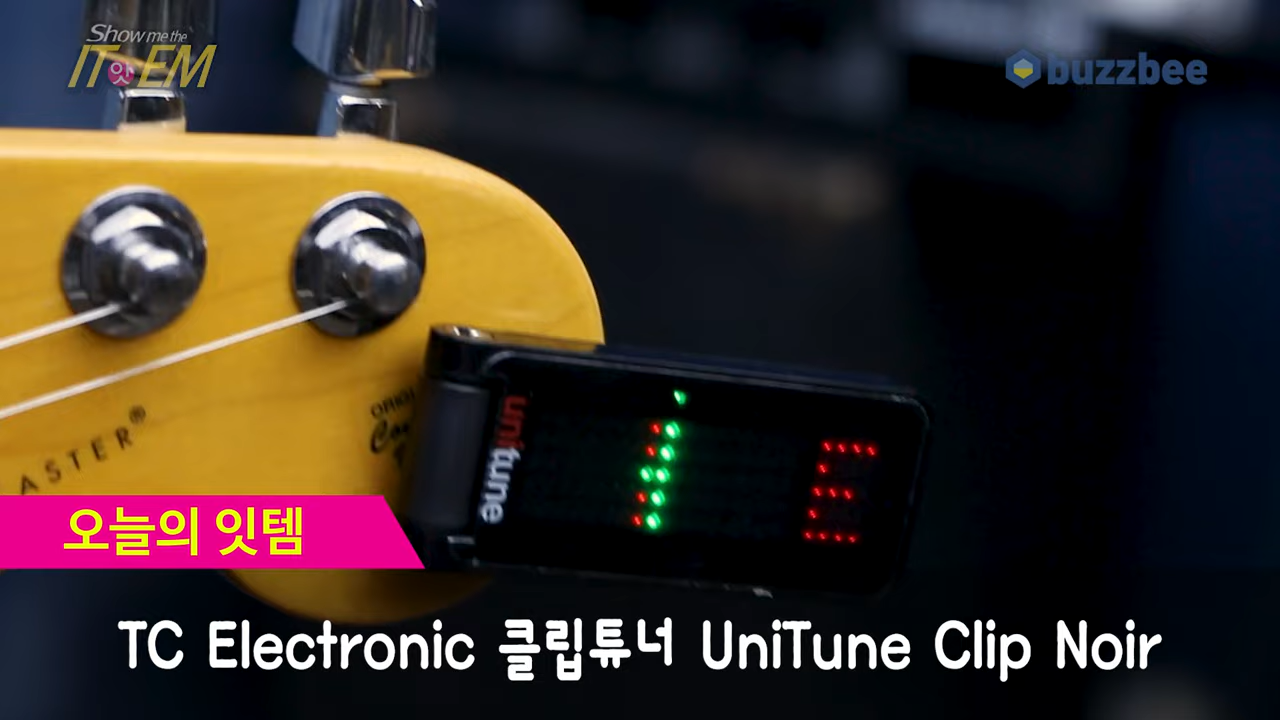 Show me the
IT잇EM
buzzbee
ORIGI
ASTER®
unitune
E
오늘의 잇템
TC Electronic 클립튜너 UniTune Clip Noir